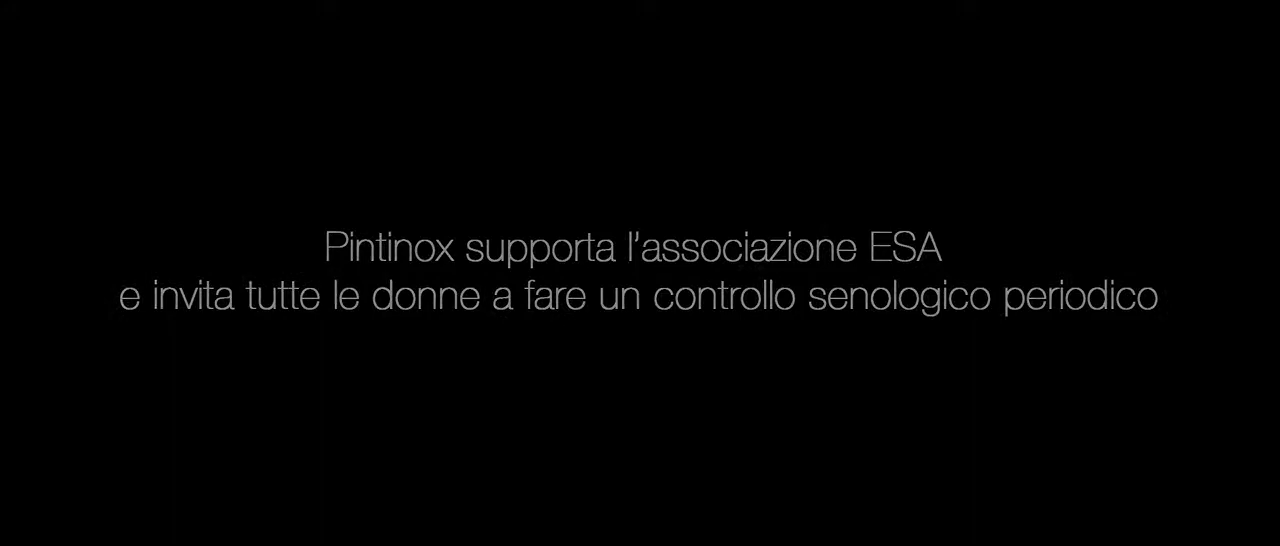 Pintinox supporta l'associazione ESA
e invita tutte le donne a fare un controllo senologico periodico